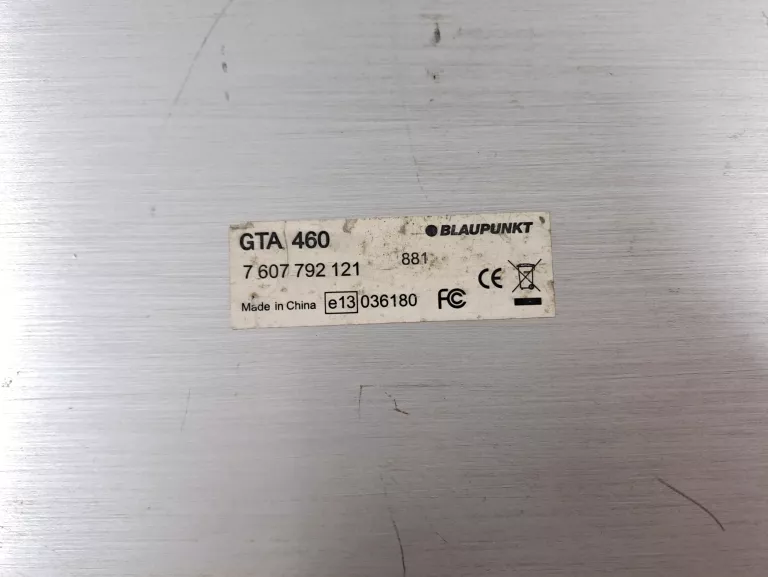 GTA 460
BLAUPUNKT
7 607 792 121
881
CE
Made in China e13 036180 FC